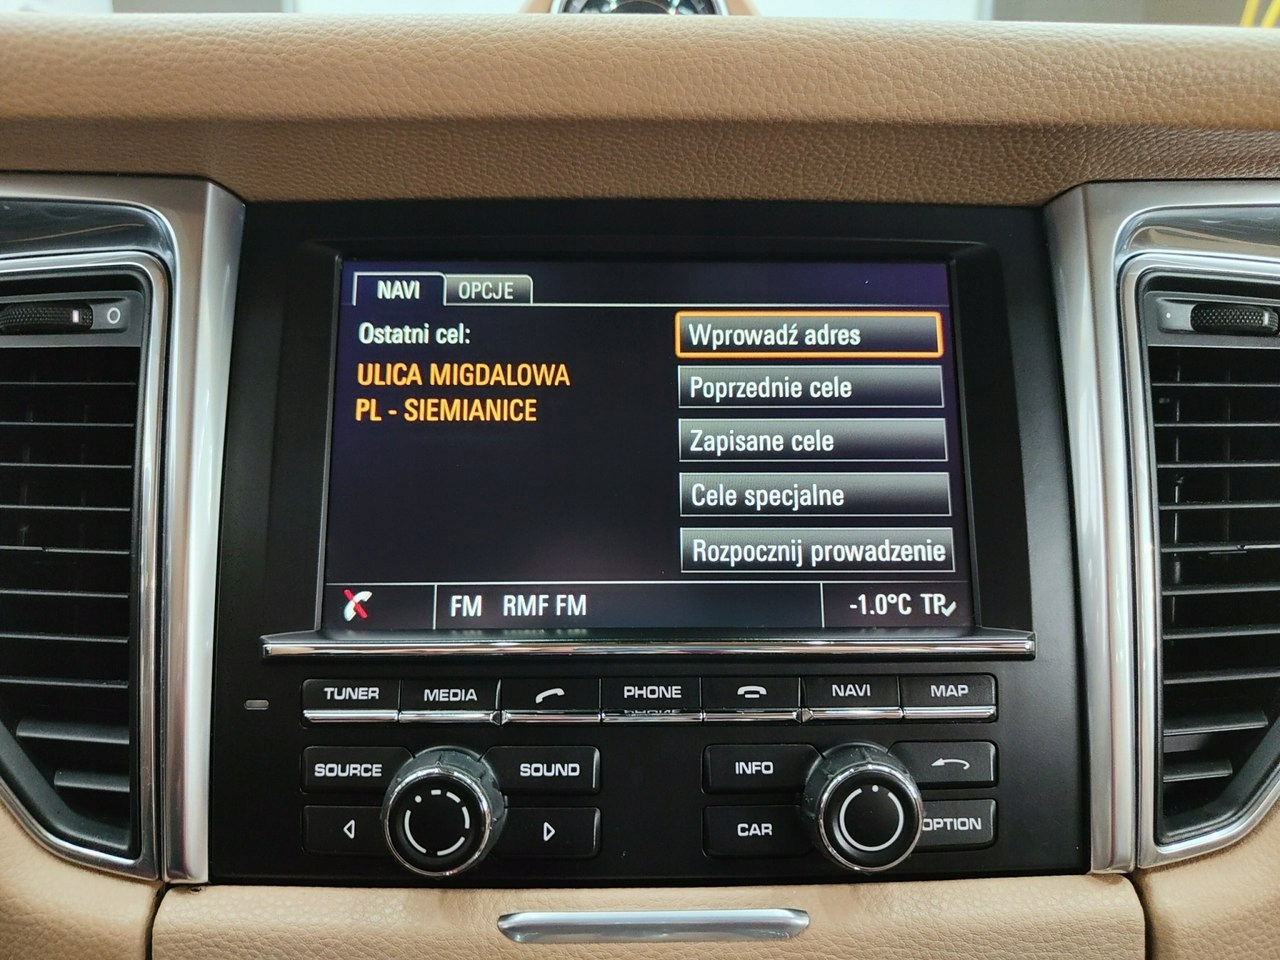 NAVI OPCJE
Ostatni cel:
ULICA MIGDALOWA
PL - SIEMIANICE
Wprowadź adres
Poprzednie cele
Zapisane cele
Cele specjalne
Rozpocznij prowadzenie
FM RMF FM -1.0°C TP
TUNER MEDIA PHONE NAVI MAP
SOURCE SOUND INFO
CAR OPTION